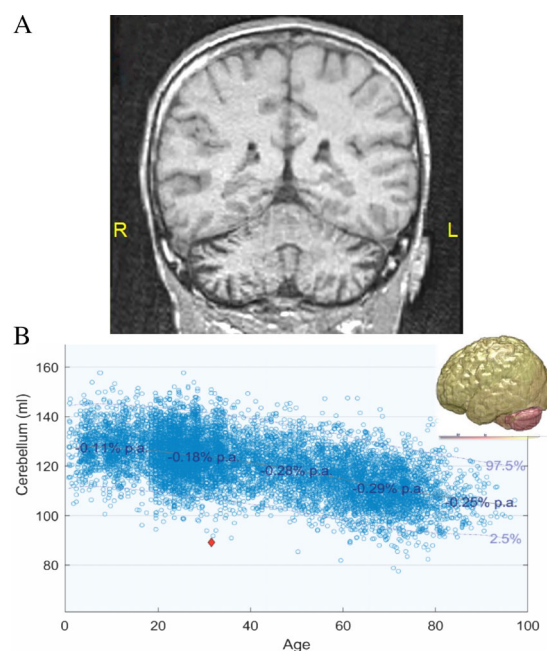 A
R L
B
160
140
120
100
80
Cerebellum (ml)
-0.11% p.a.
-0.18% p.a.
-0.28% p.a.
-0.29% p.a.
-0.25% p.a.
97.5%
2.5%
0 20 40 60 80 100
Age